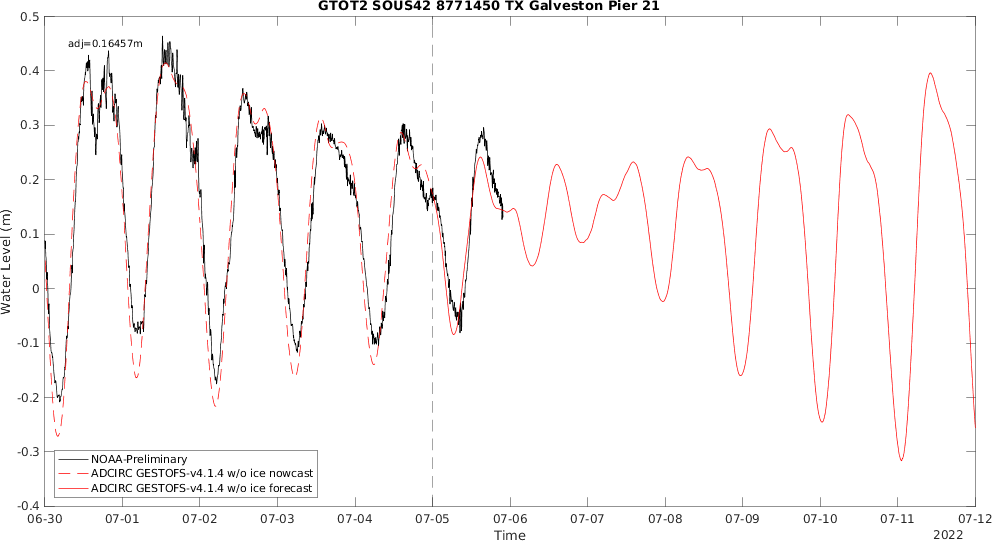 GTOT2 SOUS42 8771450 TX Galveston Pier 21
adj=0.16457m
0.5
0.4
0.3
0.2
0.1
0
-0.1
-0.2
-0.3
-0.4
Water Level (m)
NOAA-Preliminary
ADCIRC GESTOFS-v4.1.4 w/o ice nowcast
ADCIRC GESTOFS-v4.1.4 w/o ice forecast
06-30 07-01 07-02 07-03 07-04 07-05 07-06 07-07 07-08 07-09 07-10 07-11 07-12
Time
2022